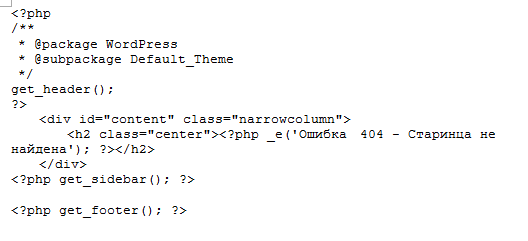 <?php
/**
 * @package WordPress
 * @subpackage Default_Theme
 */
get_header();
?>
    <div id="content" class="narrowcolumn">
        <h2 class="center"><?php _e('Ошибка  404 - Старинца не
найдена'); ?></h2>
    </div>
<?php get_sidebar(); ?>

<?php get_footer(); ?>